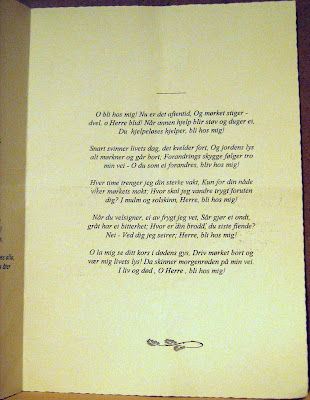 O bli hos mig! Nu er det aftentid, Og mørket stiger -
dvel, o Herre blid! Når annen hjelp blir støv og duger ei,
Du hjelpeløses hjelper, bli hos mig!
Snart svinner livets dag, det kvelder fort, Og jordens lys
alt mørkner og går bort, Forandrings skygge følger tro
min vei - Du som ei forandres, bliv hos mig!
Hver time trenger jeg din sterke vakt, Kun for din nåde
viker mørkets makt; Hvor skal jeg vandre trygt foruten
dig? I mulm og solskinn, Herre, bli hos mig!
Når du velsigner, ei av frygt jeg vet, Sår gjør ei ondt,
gråt har ei bitterhet; Hvor er din brodd, du siste fiende?
Nei - Ved dig jeg seirer; Herre, bli hos mig!
O la mig se ditt kors i dødens gys, Driv mørket bort og
vær mig livets lys! Da skinner morgenrøden på min vei.
I liv og død , O Herre , bli hos mig!